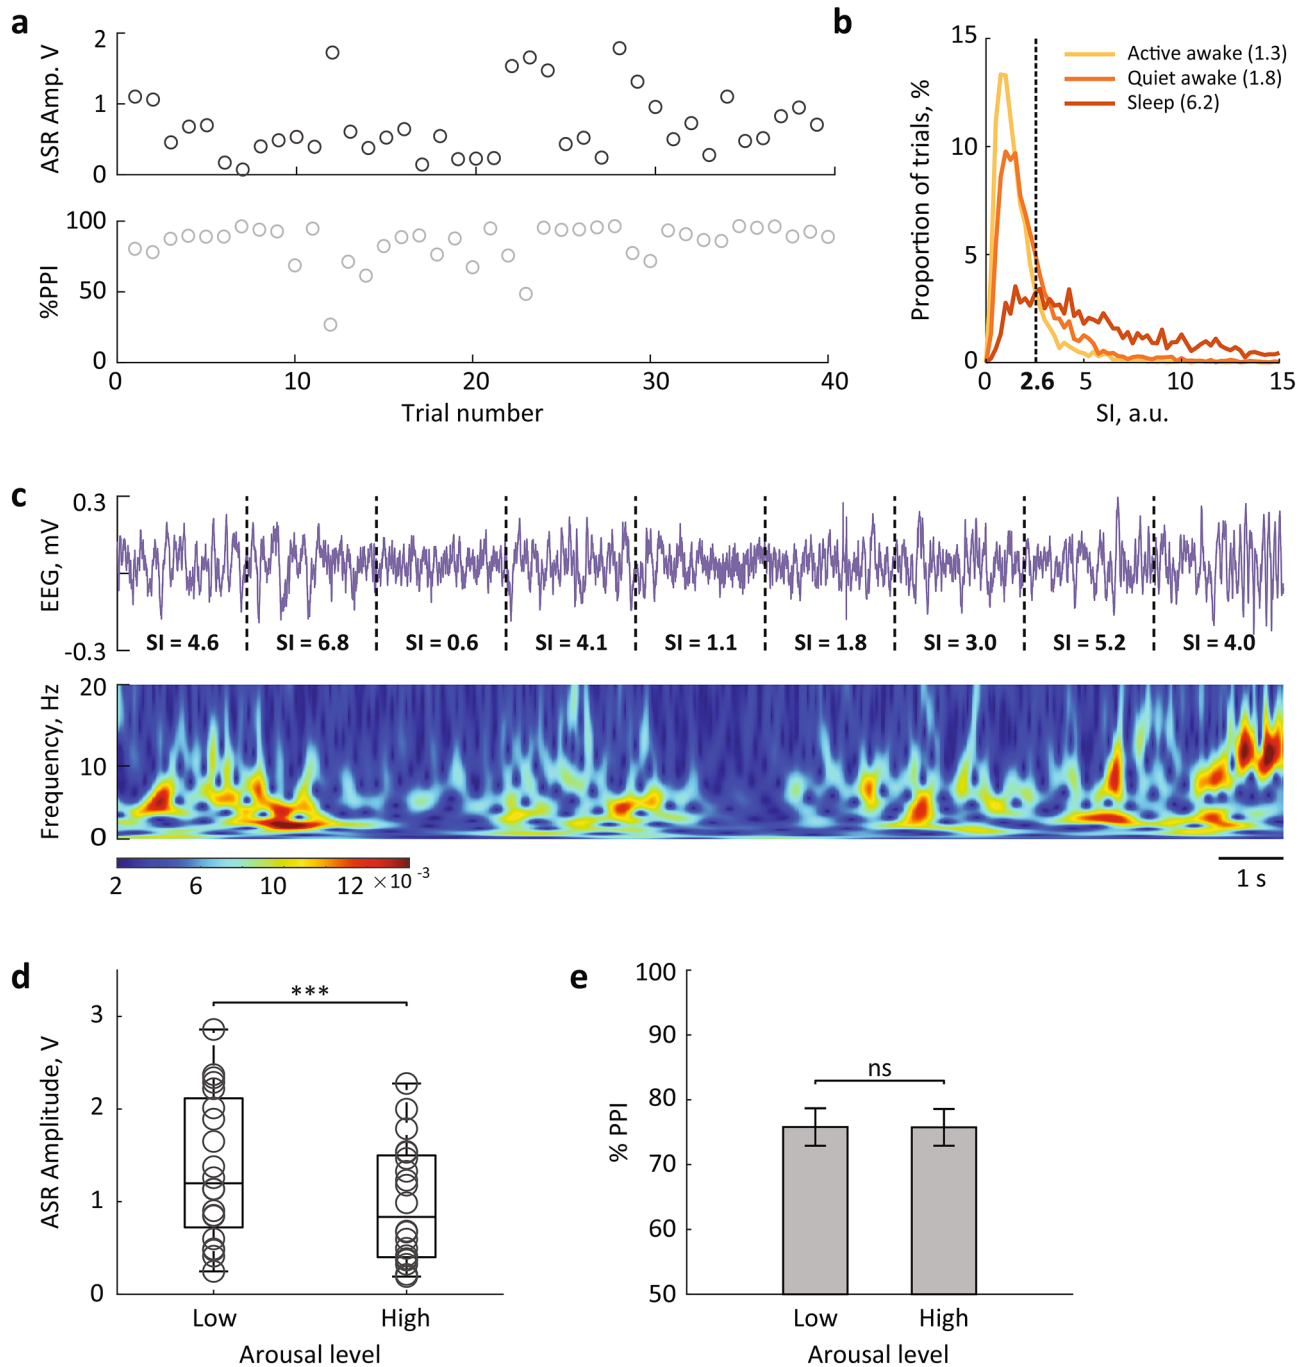 a
ASR Amp. V
2
1
0
%PPI
100
50
0
0 10 20 30 40
Trial number
b
Proportion of trials, %
15
10
5
0
Active awake (1.3)
Quiet awake (1.8)
Sleep (6.2)
0 2.6 5 10 15
SI, a.u.
c
EEG, mV
0.3
-0.3
SI = 4.6 SI = 6.8 SI = 0.6 SI = 4.1 SI = 1.1 SI = 1.8 SI = 3.0 SI = 5.2 SI = 4.0
Frequency, Hz
20
10
0
2 6 10 12 ×10 -3
1 s
d
ASR Amplitude, V
3
2
1
0
***
Low High
Arousal level
e
% PPI
100
90
80
70
60
50
ns
Low High
Arousal level